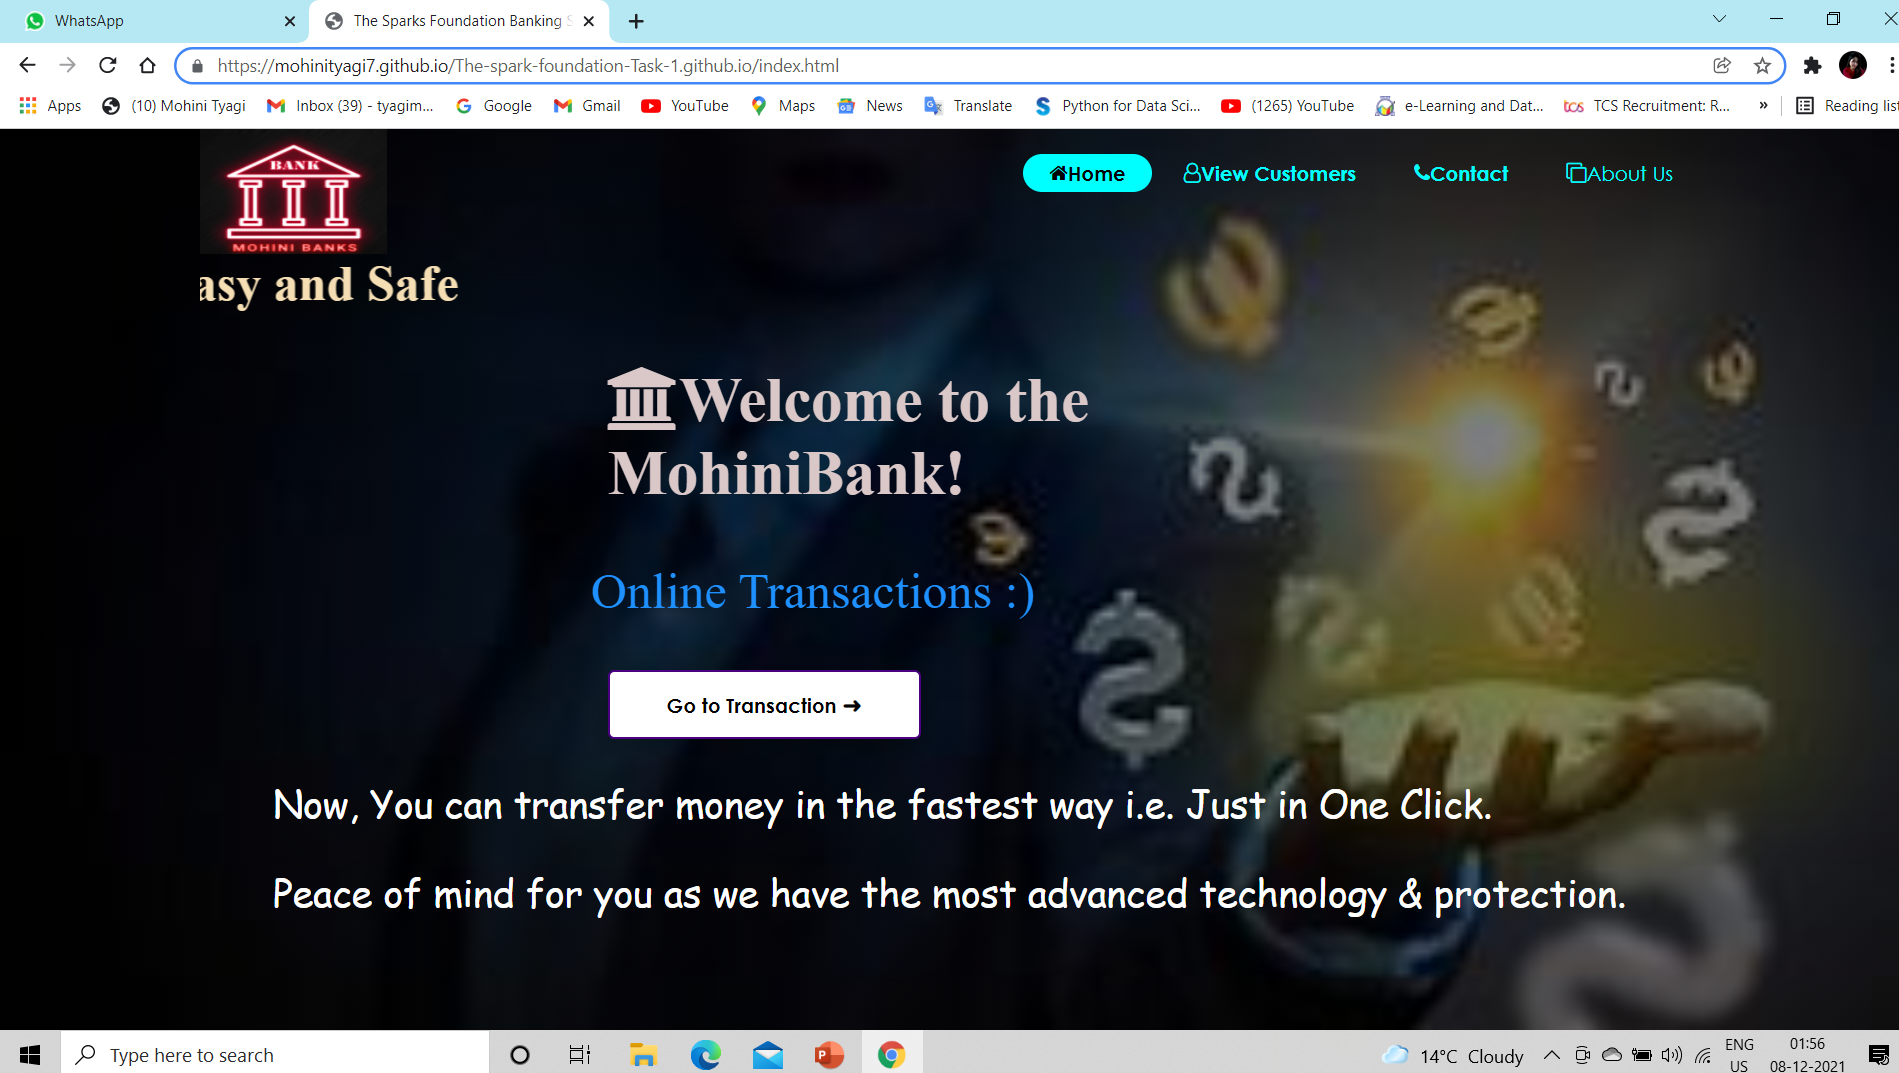 WhatsApp
The Sparks Foundation Banking S
https://mohinityagi7.github.io/The-spark-foundation-Task-1.github.io/index.html
Apps (10) Mohini Tyagi Inbox (39) - tyagim... Google Gmail YouTube Maps News Translate Python for Data Sci... (1265) YouTube e-Learning and Dat... TCS Recruitment: R... » Reading list
BANK
MOHINI BANKS
Home View Customers Contact About Us
asy and Safe
Welcome to the
MohiniBank!
Online Transactions :)
Go to Transaction ➜
Now, You can transfer money in the fastest way i.e. Just in One Click.
Peace of mind for you as we have the most advanced technology & protection.
Type here to search
14°C Cloudy
ENG
US
01:56
08-12-2021